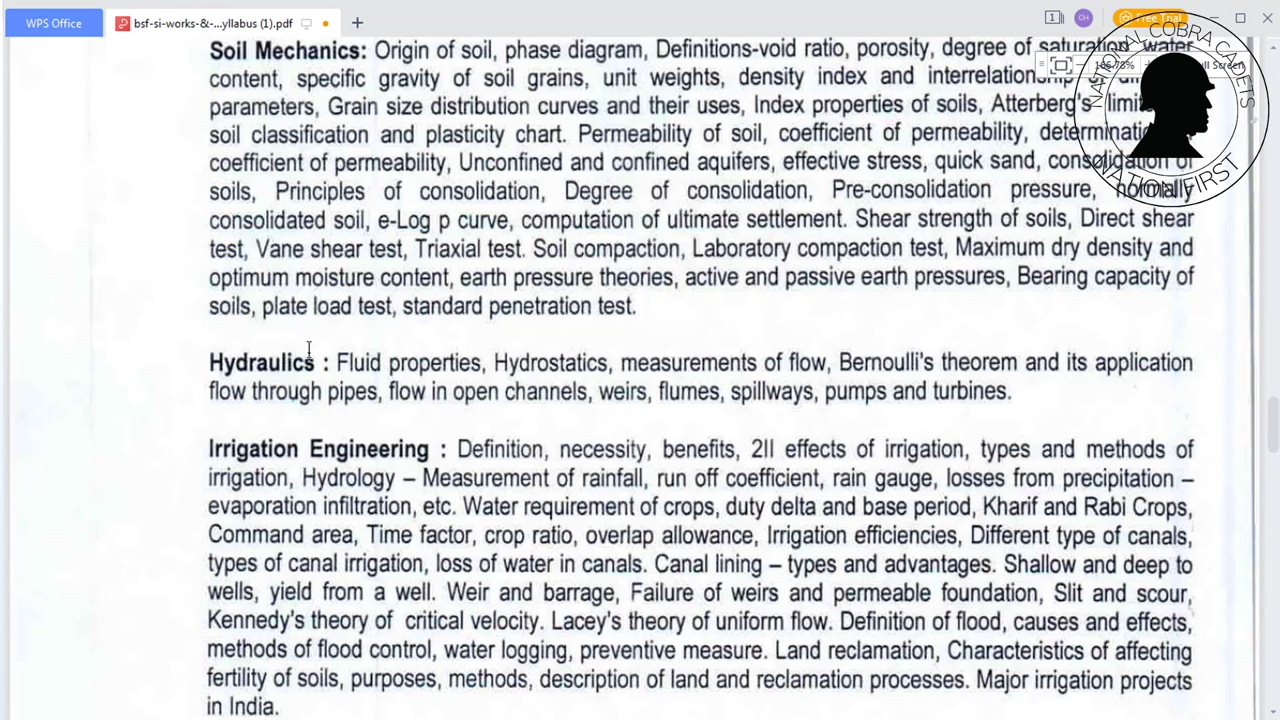 WPS Office
bsf-si-works-&-...yllabus (1).pdf
+
1
CH
Free Trial
NATIONAL COBRA CADETS
NATION FIRST
Soil Mechanics: Origin of soil, phase diagram, Definitions-void ratio, porosity, degree of saturation, water
content, specific gravity of soil grains, unit weights, density index and interrelationship of
parameters, Grain size distribution curves and their uses, Index properties of soils, Atterberg's limits
soil classification and plasticity chart. Permeability of soil, coefficient of permeability, determination
coefficient of permeability, Unconfined and confined aquifers, effective stress, quick sand, consolidation of
soils, Principles of consolidation, Degree of consolidation, Pre-consolidation pressure, normally
consolidated soil, e-Log p curve, computation of ultimate settlement. Shear strength of soils, Direct shear
test, Vane shear test, Triaxial test. Soil compaction, Laboratory compaction test, Maximum dry density and
optimum moisture content, earth pressure theories, active and passive earth pressures, Bearing capacity of
soils, plate load test, standard penetration test.
Hydraulics : Fluid properties, Hydrostatics, measurements of flow, Bernoulli's theorem and its application
flow through pipes, flow in open channels, weirs, flumes, spillways, pumps and turbines.
Irrigation Engineering : Definition, necessity, benefits, 2II effects of irrigation, types and methods of
irrigation, Hydrology – Measurement of rainfall, run off coefficient, rain gauge, losses from precipitation –
evaporation infiltration, etc. Water requirement of crops, duty delta and base period, Kharif and Rabi Crops,
Command area, Time factor, crop ratio, overlap allowance, Irrigation efficiencies, Different type of canals,
types of canal irrigation, loss of water in canals. Canal lining – types and advantages. Shallow and deep to
wells, yield from a well. Weir and barrage, Failure of weirs and permeable foundation, Slit and scour,
Kennedy's theory of critical velocity. Lacey's theory of uniform flow. Definition of flood, causes and effects,
methods of flood control, water logging, preventive measure. Land reclamation, Characteristics of affecting
fertility of soils, purposes, methods, description of land and reclamation processes. Major irrigation projects
in India.